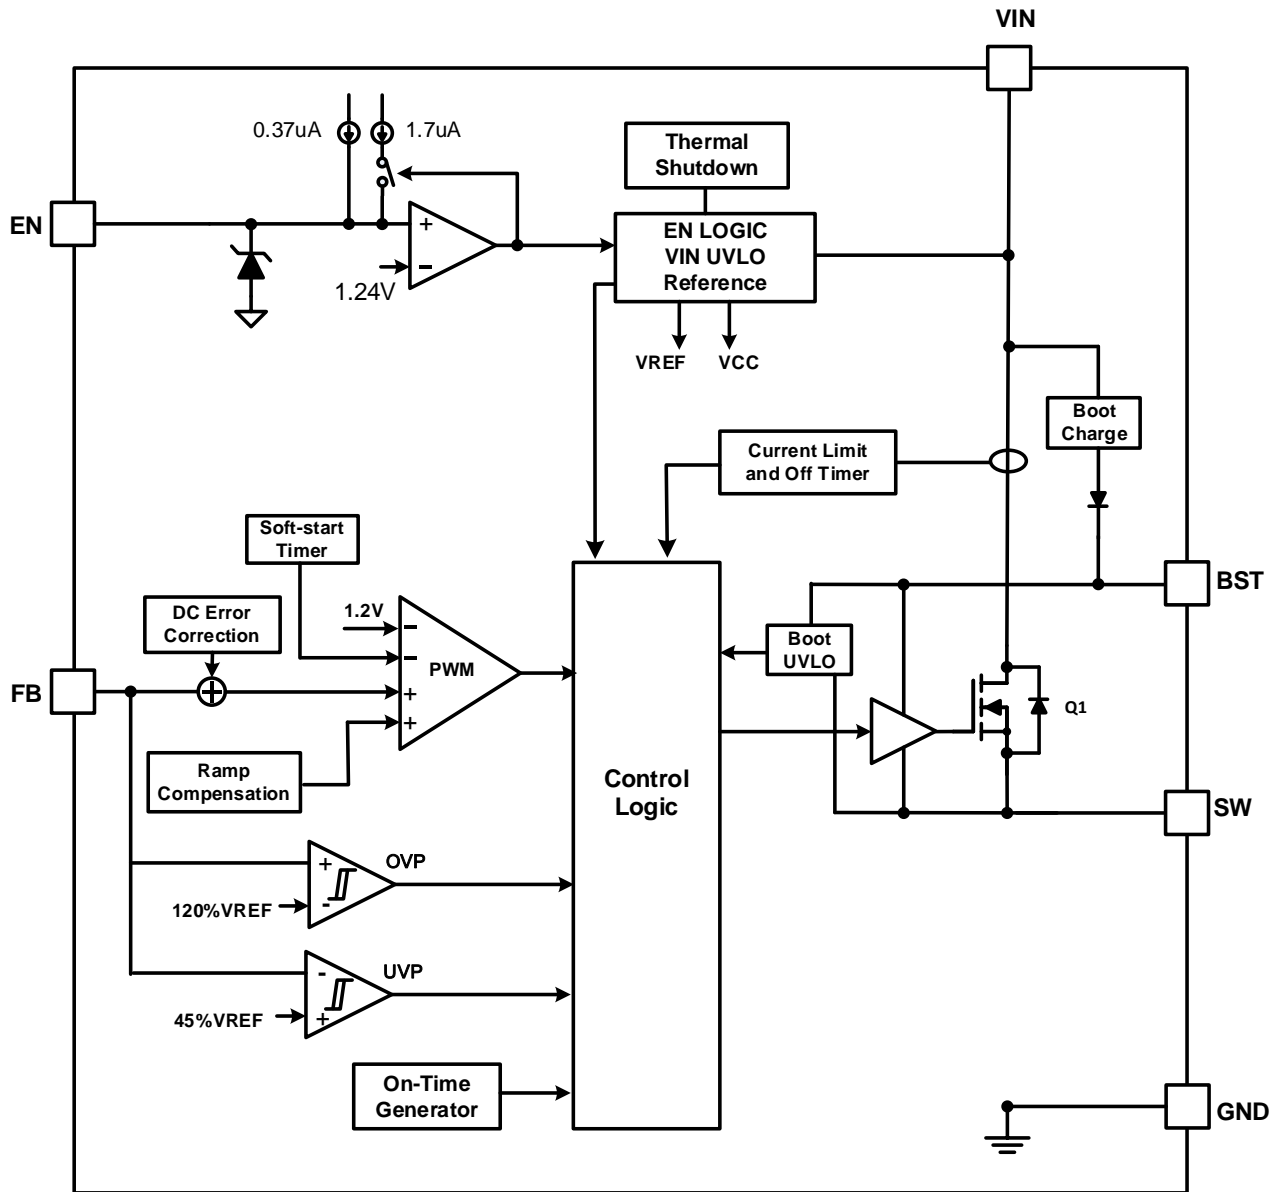 VIN
0.37uA
1.7uA
Thermal
Shutdown
EN
+
-
1.24V
EN LOGIC
VIN UVLO
Reference
VREF
VCC
Boot
Charge
Current Limit
and Off Timer
Soft-start
Timer
BST
DC Error
Correction
1.2V
-
-
PWM
+
+
Boot
UVLO
FB
Q1
Ramp
Compensation
Control
Logic
SW
OVP
+
-
120%VREF
UVP
-
+
45%VREF
On-Time
Generator
GND